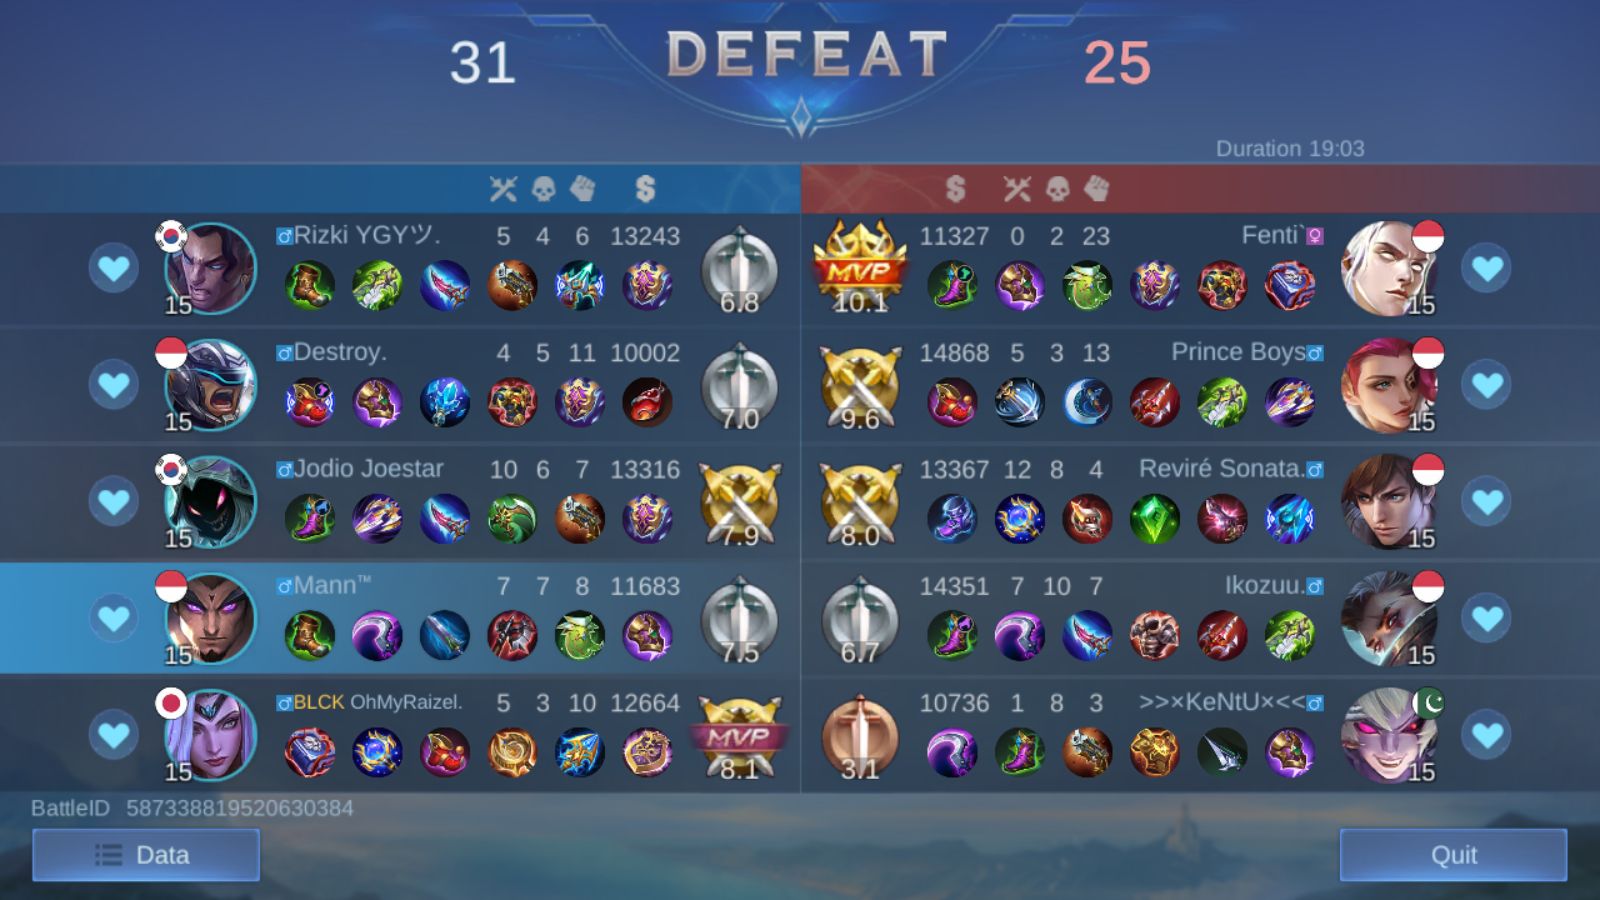 31 DEFEAT 25
Duration 19:03
Rizki YGYツ. 5 4 6 13243
15 6.8
MVP 10.1 11327 0 2 23 Fenti` 15
Destroy. 4 5 11 10002
15 7.0
9.6 14868 5 3 13 Prince Boys 15
Jodio Joestar 10 6 7 13316
15 7.9
8.0 13367 12 8 4 Reviré Sonata. 15
Mann™ 7 7 8 11683
15 7.5
6.7 14351 7 10 7 Ikozuu. 15
BLCK OhMyRaizel. 5 3 10 12664
15 MVP 8.1
3.1 10736 1 8 3 >>×KeNtU×<< 15
BattleID 587338819520630384
Data
Quit